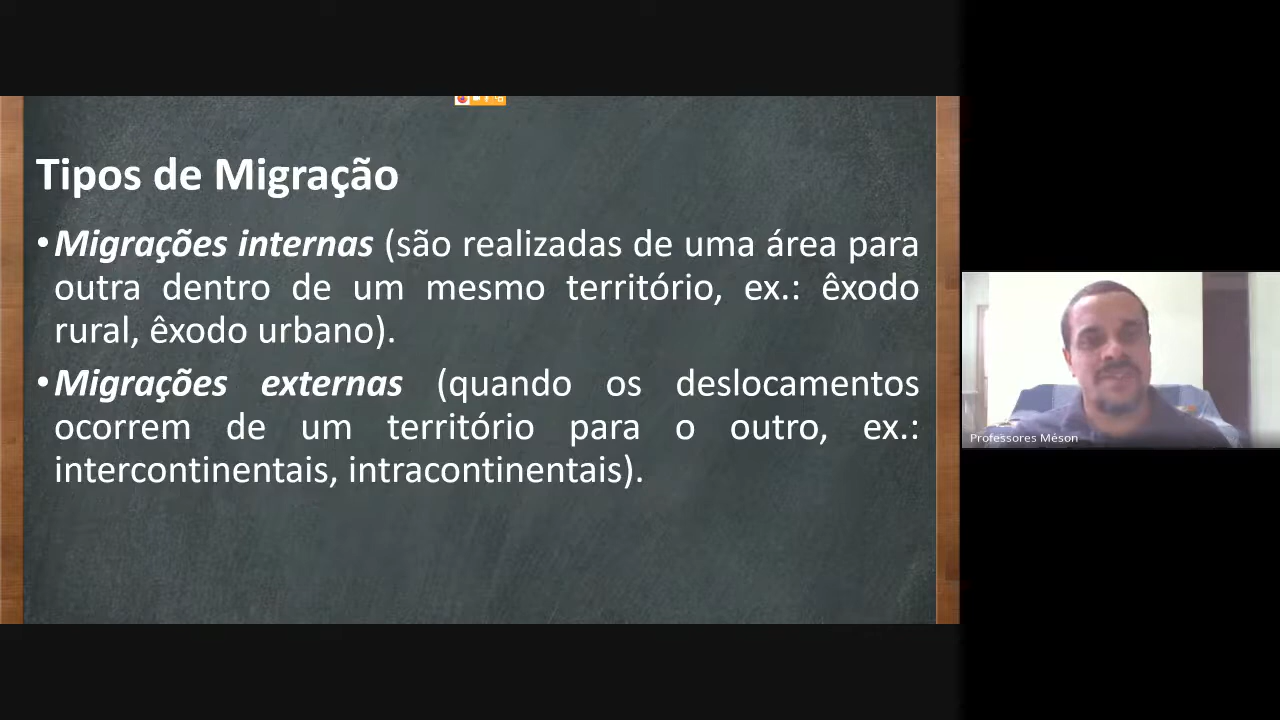 Tipos de Migração
•Migrações internas (são realizadas de uma área para
outra dentro de um mesmo território, ex.: êxodo
rural, êxodo urbano).
•Migrações externas (quando os deslocamentos
ocorrem de um território para o outro, ex.:
intercontinentais, intracontinentais).
Professores Méson